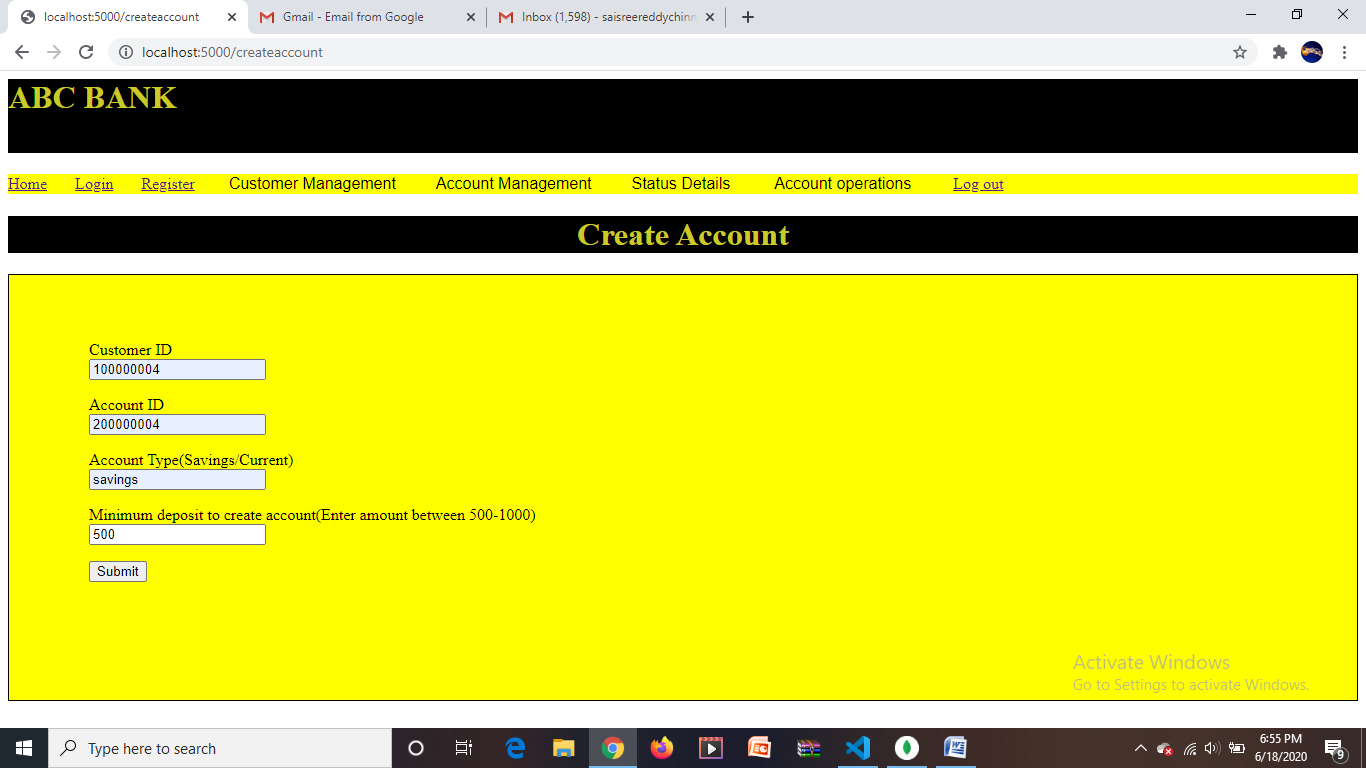 localhost:5000/createaccount
Gmail - Email from Google
Inbox (1,598) - saisreereddychinn
localhost:5000/createaccount
ABC BANK
Home Login Register Customer Management Account Management Status Details Account operations Log out
Create Account
Customer ID
100000004
Account ID
200000004
Account Type(Savings/Current)
savings
Minimum deposit to create account(Enter amount between 500-1000)
500
Submit
Activate Windows
Go to Settings to activate Windows.
Type here to search
6:55 PM
6/18/2020
9